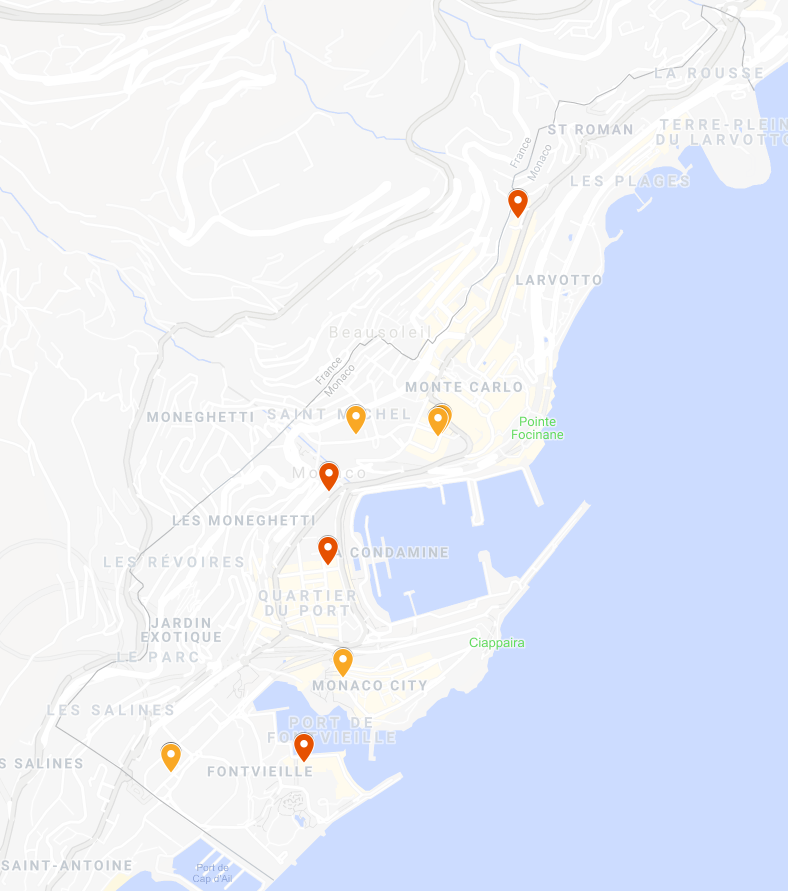 LA ROUSSE
ST ROMAN
TERRE-PLEIN
DU LARVOTTO
France
Monaco
LES PLAGES
LARVOTTO
Beausoleil
France
Monaco
MONTE CARLO
MONEGHETTI
SAINT MICHEL
Pointe
Focinane
Monaco
LES MONEGHETTI
LA CONDAMINE
LES RÉVOIRES
QUARTIER
DU PORT
JARDIN
EXOTIQUE
Ciappaira
LE PARC
MONACO CITY
LES SALINES
PORT DE
FONTVIEILLE
S SALINES
FONTVIEILLE
SAINT-ANTOINE
Port de
Cap d'Ail